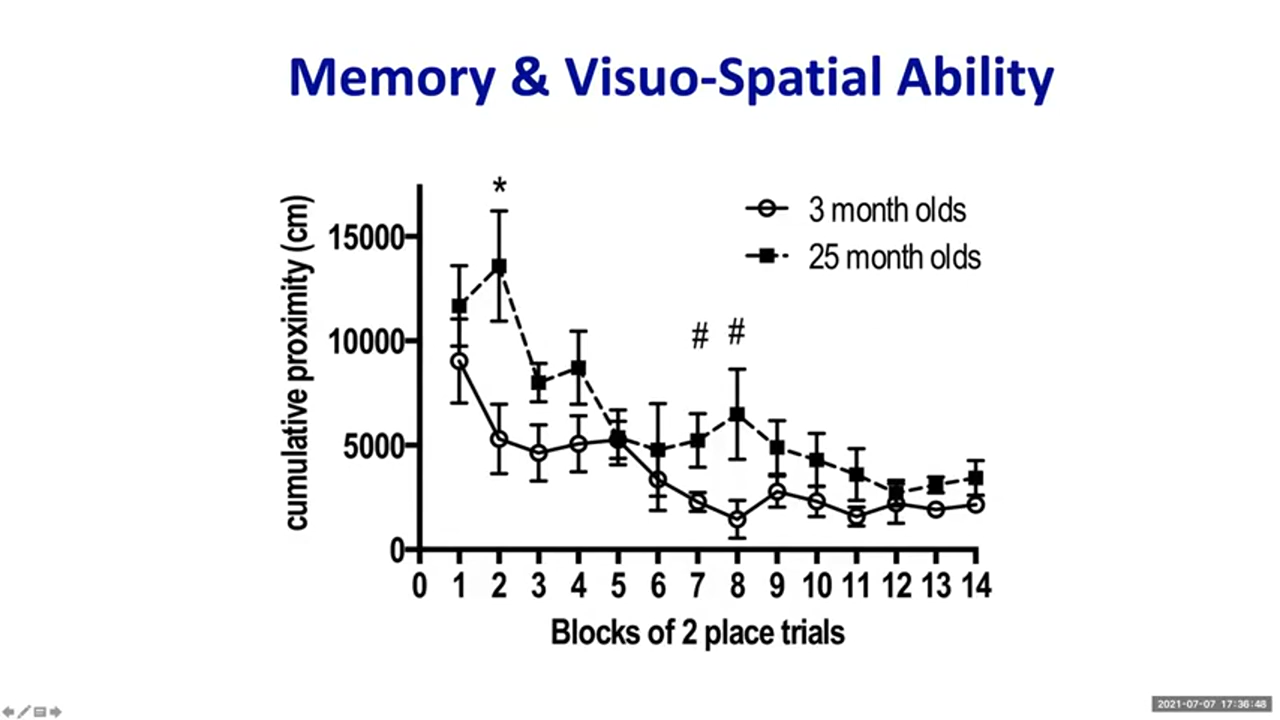 Memory & Visuo-Spatial Ability
*
3 month olds
25 month olds
# #
cumulative proximity (cm)
15000
10000
5000
0
0 1 2 3 4 5 6 7 8 9 10 11 12 13 14
Blocks of 2 place trials
2021-07-07 17:36:48